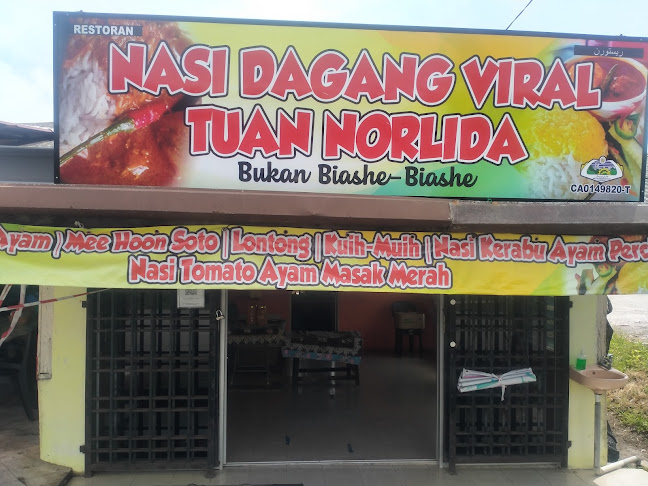 RESTORAN
ريستورن
NASI DAGANG VIRAL
TUAN NORLIDA
Bukan Biashe-Biashe
CA0149820-T
Ayam / Mee Hoon Soto | Lontong | Kuih-Muih | Nasi Kerabu Ayam Perc
Nasi Tomato Ayam Masak Merah